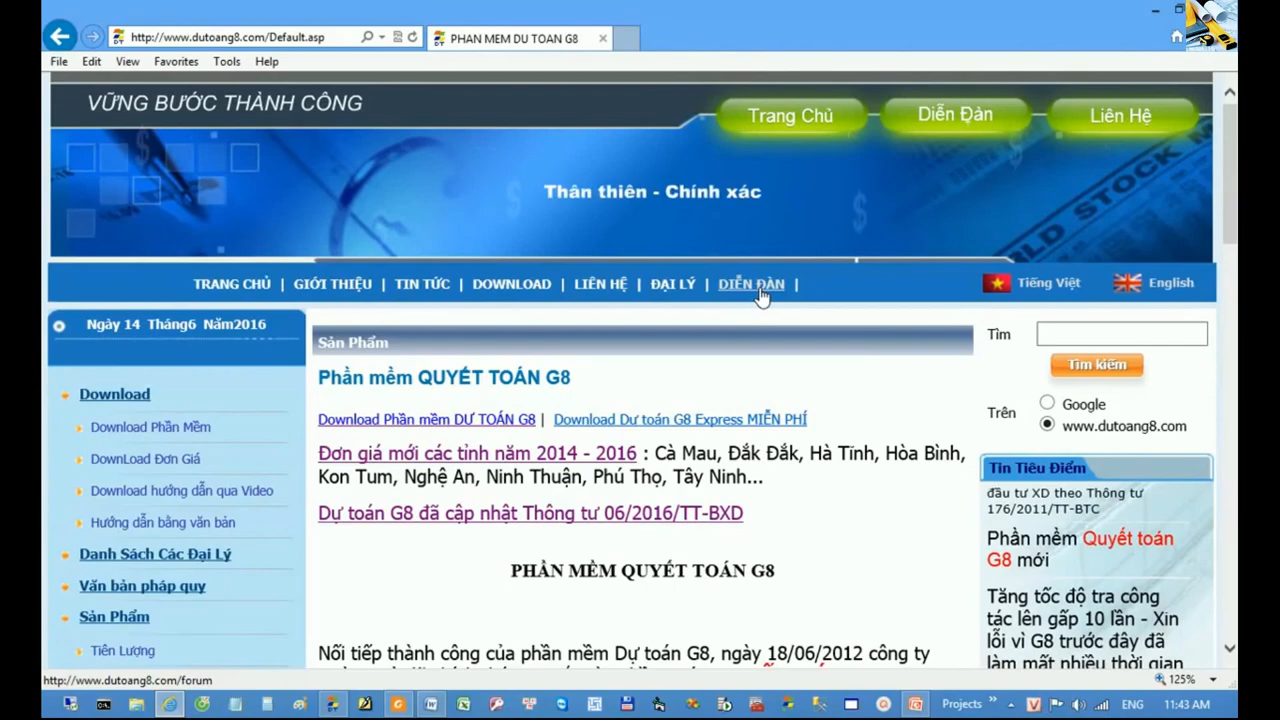 http://www.dutoang8.com/Default.asp
PHAN MEM DU TOAN G8
File Edit View Favorites Tools Help
VỮNG BƯỚC THÀNH CÔNG
Trang Chủ
Diễn Đàn
Liên Hệ
Thân thiên - Chính xác
TRANG CHỦ | GIỚI THIỆU | TIN TỨC | DOWNLOAD | LIÊN HỆ | ĐẠI LÝ | DIỄN ĐÀN |
Tiếng Việt
English
Ngày 14 Tháng6 Năm2016
Download
Download Phần Mềm
DownLoad Đơn Giá
Download hướng dẫn qua Video
Hướng dẫn bằng văn bản
Danh Sách Các Đại Lý
Văn bản pháp quy
Sản Phẩm
Tiên Lượng
Sản Phẩm
Phần mềm QUYẾT TOÁN G8
Download Phần mềm DỰ TOÁN G8 | Download Dự toán G8 Express MIỄN PHÍ
Đơn giá mới các tỉnh năm 2014 - 2016 : Cà Mau, Đắk Đắk, Hà Tĩnh, Hòa Bình,
Kon Tum, Nghệ An, Ninh Thuận, Phú Thọ, Tây Ninh...
Dự toán G8 đã cập nhật Thông tư 06/2016/TT-BXD
PHẦN MỀM QUYẾT TOÁN G8
Nối tiếp thành công của phần mềm Dự toán G8, ngày 18/06/2012 công ty
Tìm
Tìm kiếm
Trên
Google
www.dutoang8.com
Tin Tiêu Điểm
đầu tư XD theo Thông tư
176/2011/TT-BTC
Phần mềm Quyết toán
G8 mới
Tăng tốc độ tra công
tác lên gấp 10 lần - Xin
lỗi vì G8 trước đây đã
làm mất nhiều thời gian
http://www.dutoang8.com/forum
125%
Projects
ENG
11:43 AM